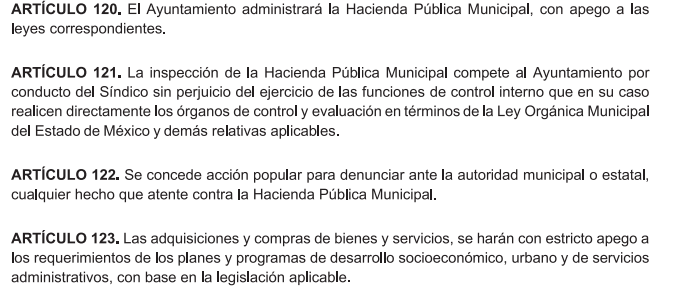 ARTÍCULO 120. El Ayuntamiento administrará la Hacienda Pública Municipal, con apego a las
leyes correspondientes.
ARTÍCULO 121. La inspección de la Hacienda Pública Municipal compete al Ayuntamiento por
conducto del Síndico sin perjuicio del ejercicio de las funciones de control interno que en su caso
realicen directamente los órganos de control y evaluación en términos de la Ley Orgánica Municipal
del Estado de México y demás relativas aplicables.
ARTÍCULO 122. Se concede acción popular para denunciar ante la autoridad municipal o estatal,
cualquier hecho que atente contra la Hacienda Pública Municipal.
ARTÍCULO 123. Las adquisiciones y compras de bienes y servicios, se harán con estricto apego a
los requerimientos de los planes y programas de desarrollo socioeconómico, urbano y de servicios
administrativos, con base en la legislación aplicable.